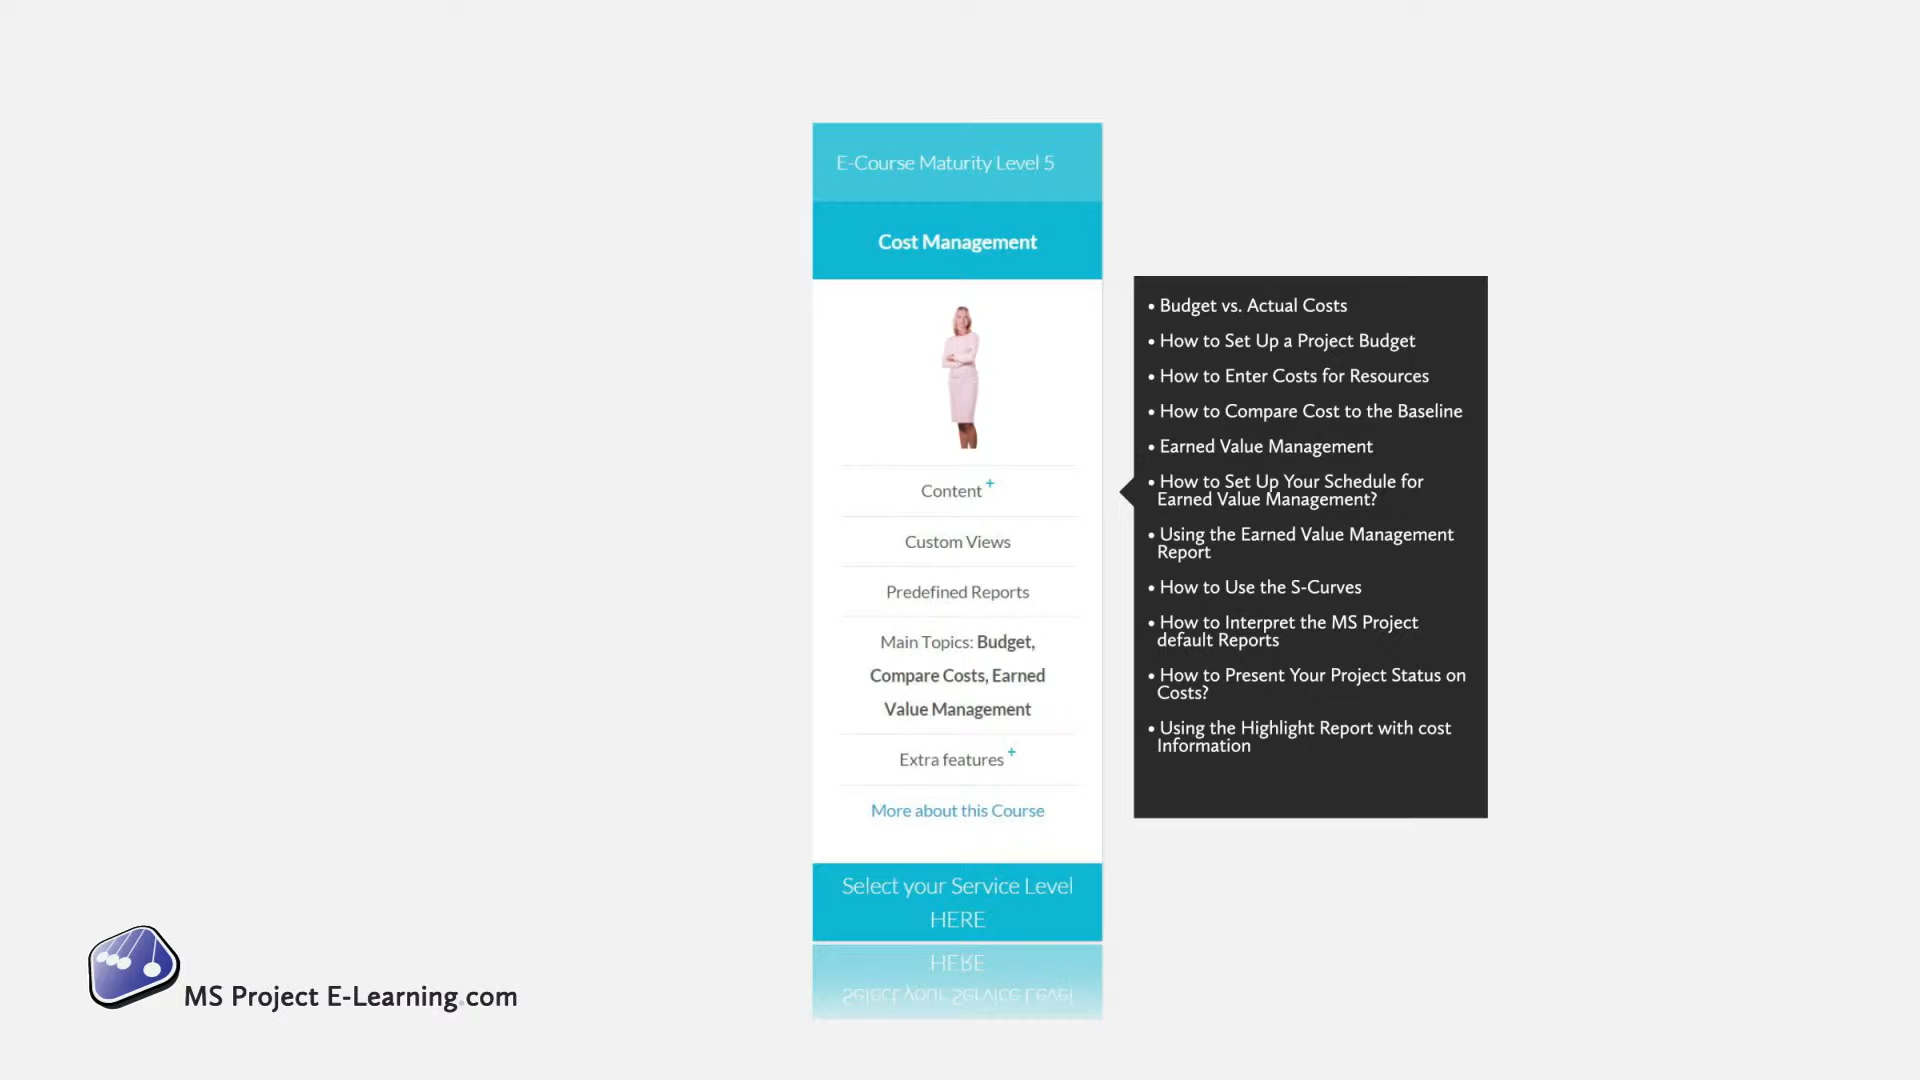 E-Course Maturity Level 5
Cost Management
Content +
Custom Views
Predefined Reports
Main Topics: Budget,
Compare Costs, Earned
Value Management
Extra features +
More about this Course
Select your Service Level
HERE
• Budget vs. Actual Costs
• How to Set Up a Project Budget
• How to Enter Costs for Resources
• How to Compare Cost to the Baseline
• Earned Value Management
• How to Set Up Your Schedule for
Earned Value Management?
• Using the Earned Value Management
Report
• How to Use the S-Curves
• How to Interpret the MS Project
default Reports
• How to Present Your Project Status on
Costs?
• Using the Highlight Report with cost
Information
MS Project E-Learning.com